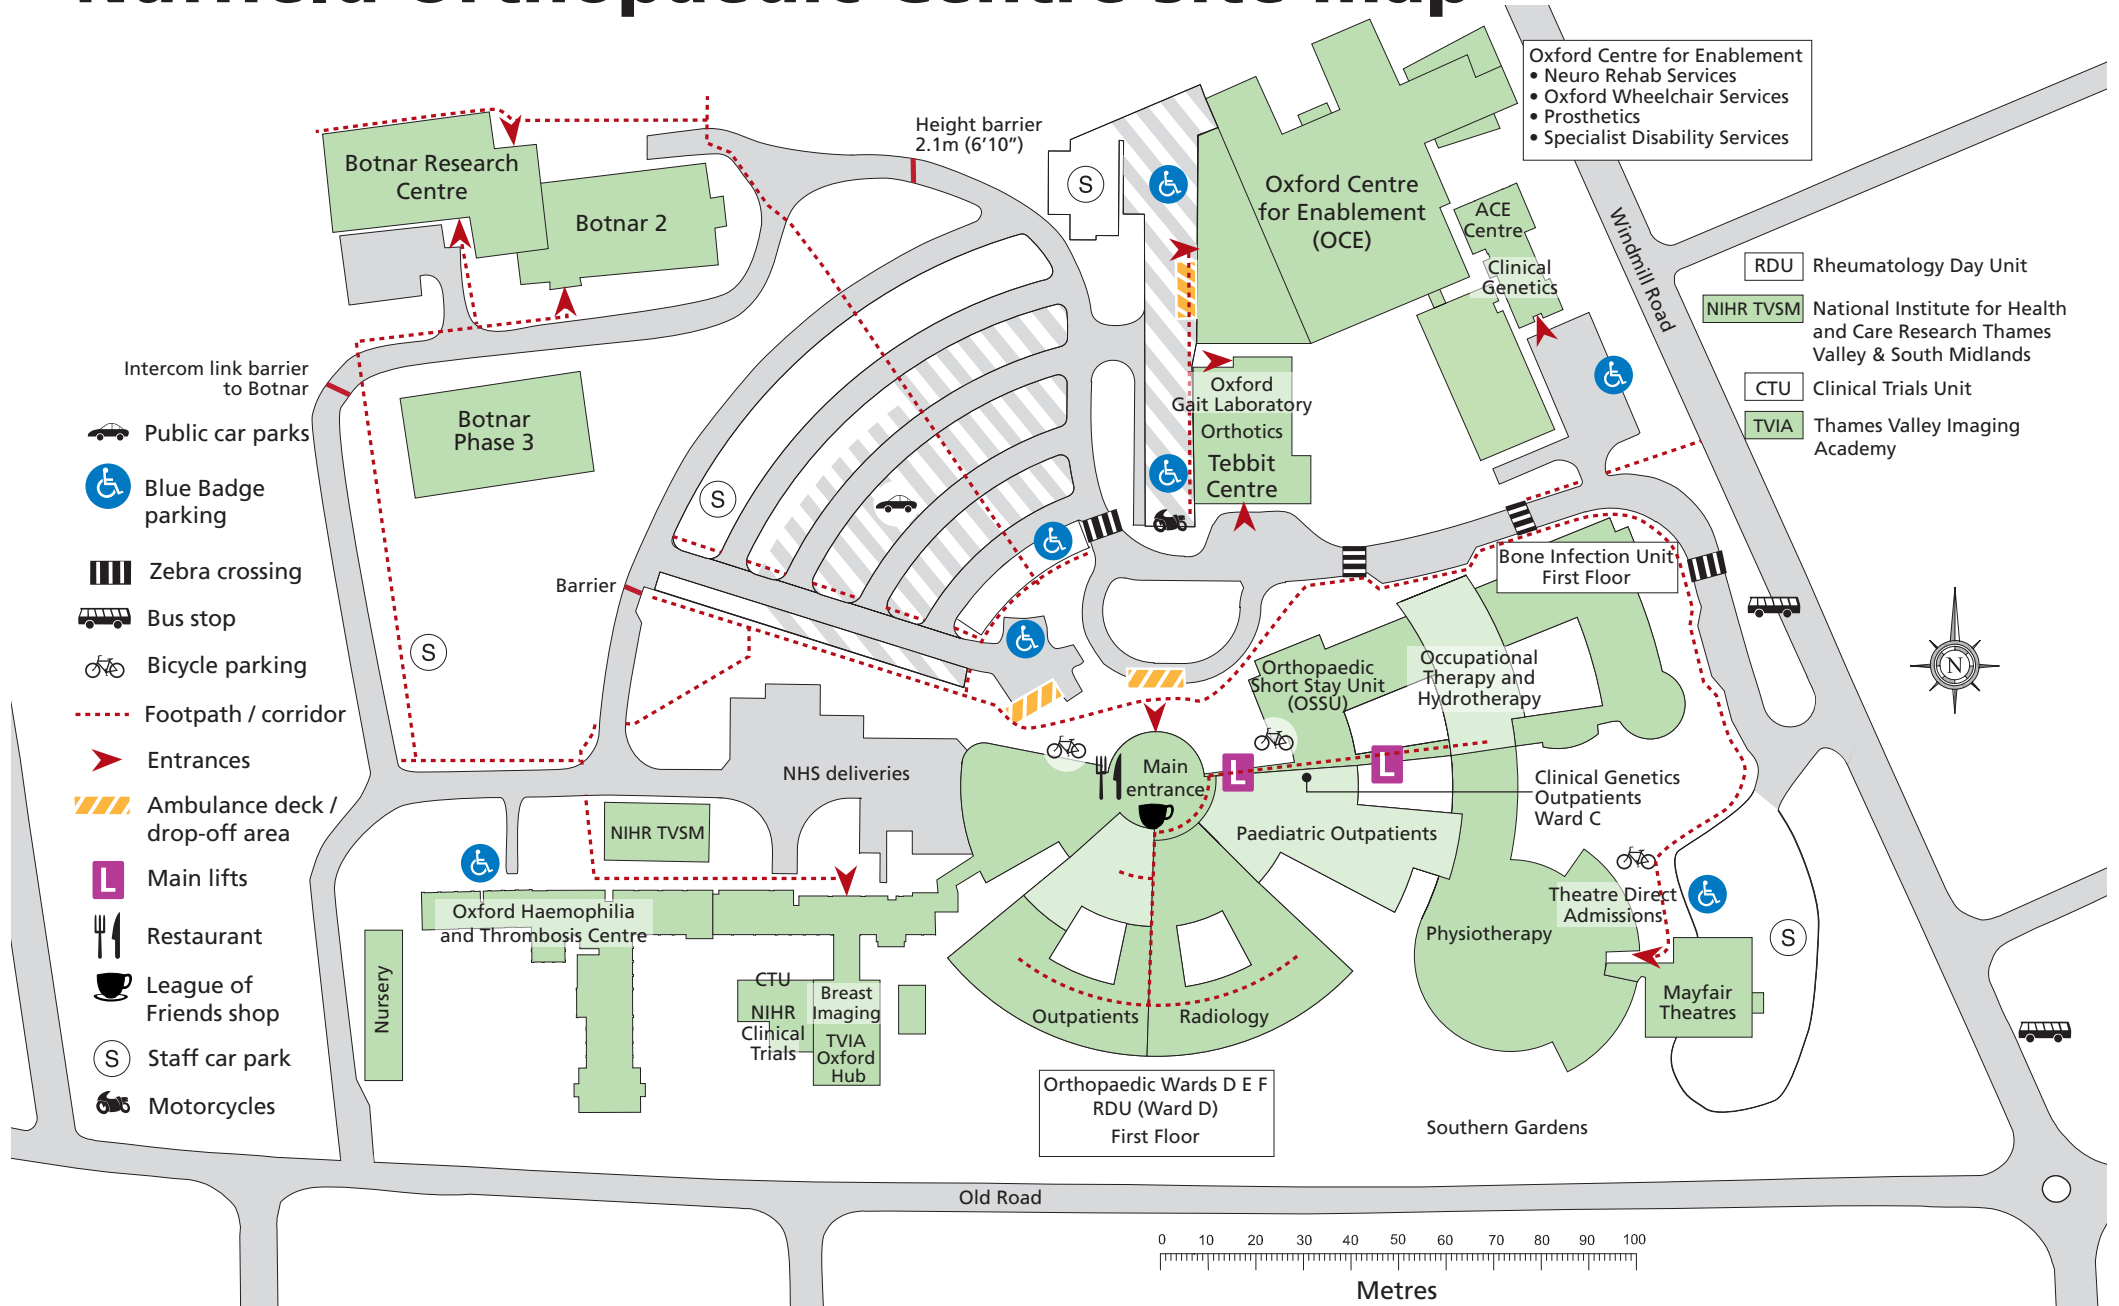 Nuffield Orthopaedic Centre site map
Oxford Centre for Enablement
• Neuro Rehab Services
• Oxford Wheelchair Services
• Prosthetics
• Specialist Disability Services
Height barrier
2.1m (6’10”)
Botnar Research
Centre
Botnar 2
S
Oxford Centre
for Enablement
(OCE)
ACE
Centre
Clinical
Genetics
Windmill Road
RDU Rheumatology Day Unit
NIHR TVSM National Institute for Health
and Care Research Thames
Valley & South Midlands
CTU Clinical Trials Unit
TVIA Thames Valley Imaging
Academy
Intercom link barrier
to Botnar
Botnar
Phase 3
Oxford
Gait Laboratory
Orthotics
Tebbit
Centre
S
Public car parks
Blue Badge
parking
Zebra crossing
Bus stop
Bicycle parking
Footpath / corridor
Entrances
Ambulance deck /
drop-off area
L Main lifts
Restaurant
League of
Friends shop
S Staff car park
Motorcycles
Barrier
S
Bone Infection Unit
First Floor
Orthopaedic
Short Stay Unit
(OSSU)
Occupational
Therapy and
Hydrotherapy
N
NHS deliveries
Main
entrance
L
L
Clinical Genetics
Outpatients
Ward C
NIHR TVSM
Paediatric Outpatients
Theatre Direct
Admissions
Oxford Haemophilia
and Thrombosis Centre
Physiotherapy
S
Nursery
CTU
NIHR
Clinical
Trials
Breast
Imaging
TVIA
Oxford
Hub
Outpatients
Radiology
Mayfair
Theatres
Orthopaedic Wards D E F
RDU (Ward D)
First Floor
Southern Gardens
Old Road
0 10 20 30 40 50 60 70 80 90 100
Metres